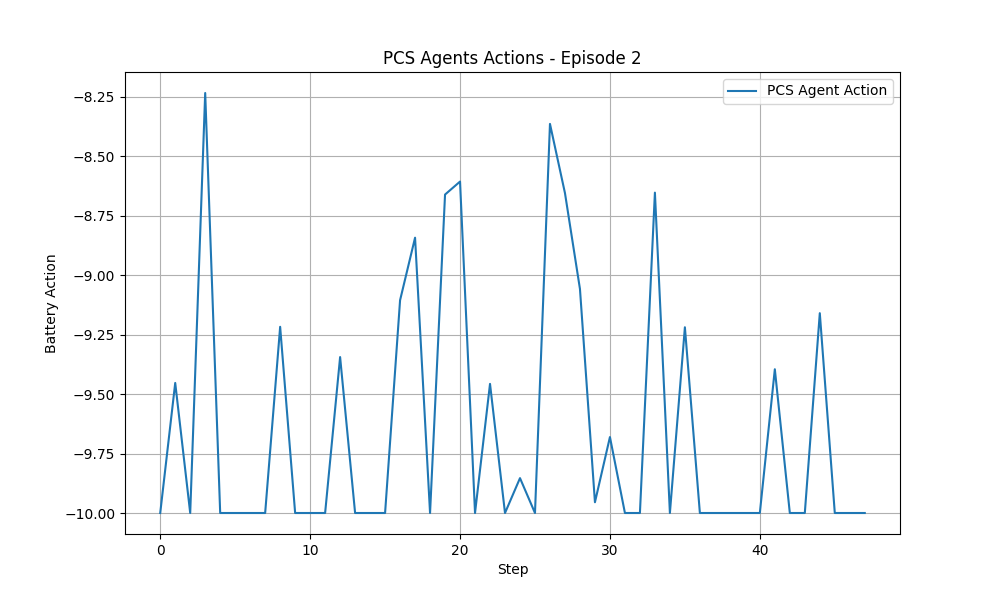 PCS Agents Actions - Episode 2
PCS Agent Action
Battery Action
−8.25
−8.50
−8.75
−9.00
−9.25
−9.50
−9.75
−10.00
0 10 20 30 40
Step